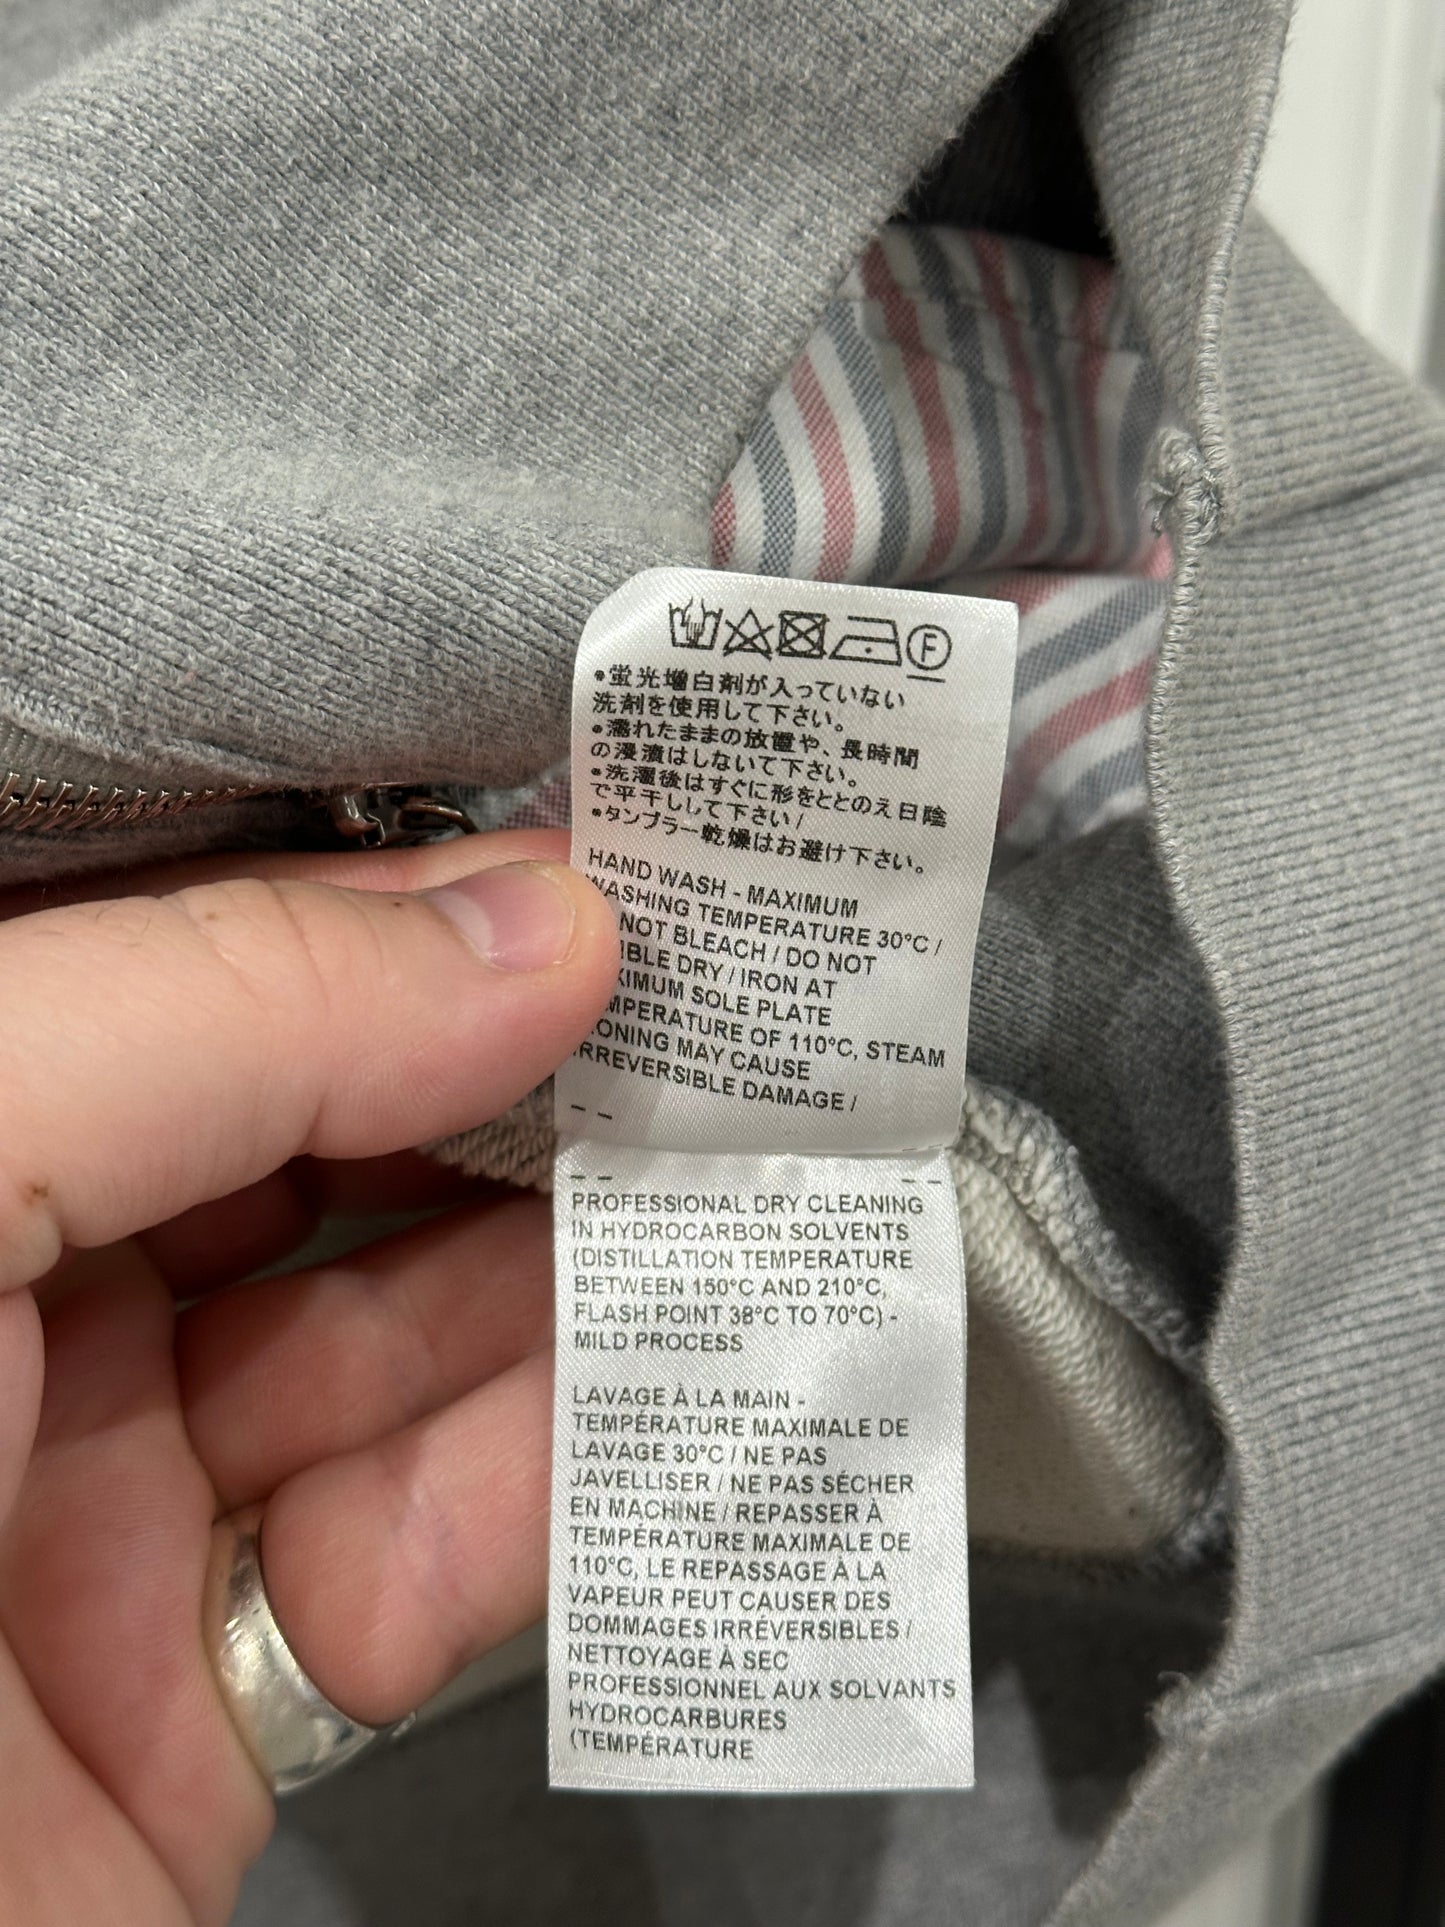 F
•蛍光増白剤が入っていない
洗剤を使用して下さい。
•濡れたままの放置や、長時間
の浸漬はしないて下さい。
•洗濯後はすぐに形をととのえ日陰
で平干しして下さい/
•タンブラー乾燥はお避け下さい。
HAND WASH - MAXIMUM
WASHING TEMPERATURE 30°C /
NOT BLEACH / DO NOT
MBLE DRY / IRON AT
XIMUM SOLE PLATE
MPERATURE OF 110°C, STEAM
RONING MAY CAUSE
IRREVERSIBLE DAMAGE /
PROFESSIONAL DRY CLEANING
IN HYDROCARBON SOLVENTS
(DISTILLATION TEMPERATURE
BETWEEN 150°C AND 210°C,
FLASH POINT 38°C TO 70°C) -
MILD PROCESS
LAVAGE À LA MAIN -
TEMPÉRATURE MAXIMALE DE
LAVAGE 30°C / NE PAS
JAVELLISER / NE PAS SÉCHER
EN MACHINE / REPASSER À
TEMPÉRATURE MAXIMALE DE
110°C, LE REPASSAGE À LA
VAPEUR PEUT CAUSER DES
DOMMAGES IRRÉVERSIBLES /
NETTOYAGE À SEC
PROFESSIONNEL AUX SOLVANTS
HYDROCARBURES
(TEMPÉRATURE